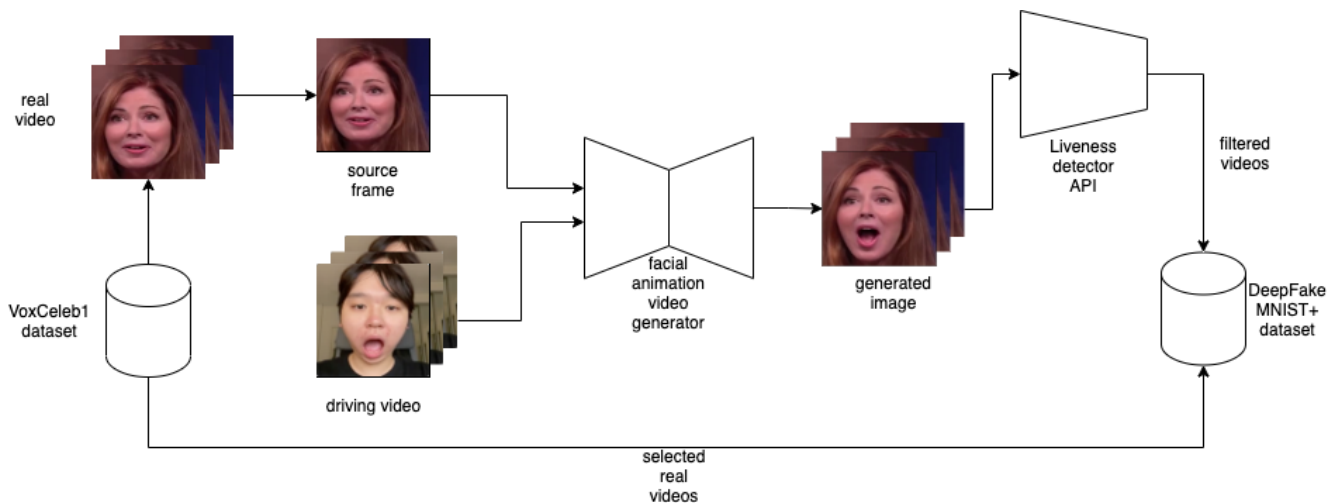 real
video
source
frame
VoxCeleb1
dataset
driving video
facial
animation
video
generator
generated
image
Liveness
detector
API
filtered
videos
DeepFake
MNIST+
dataset
selected
real
videos